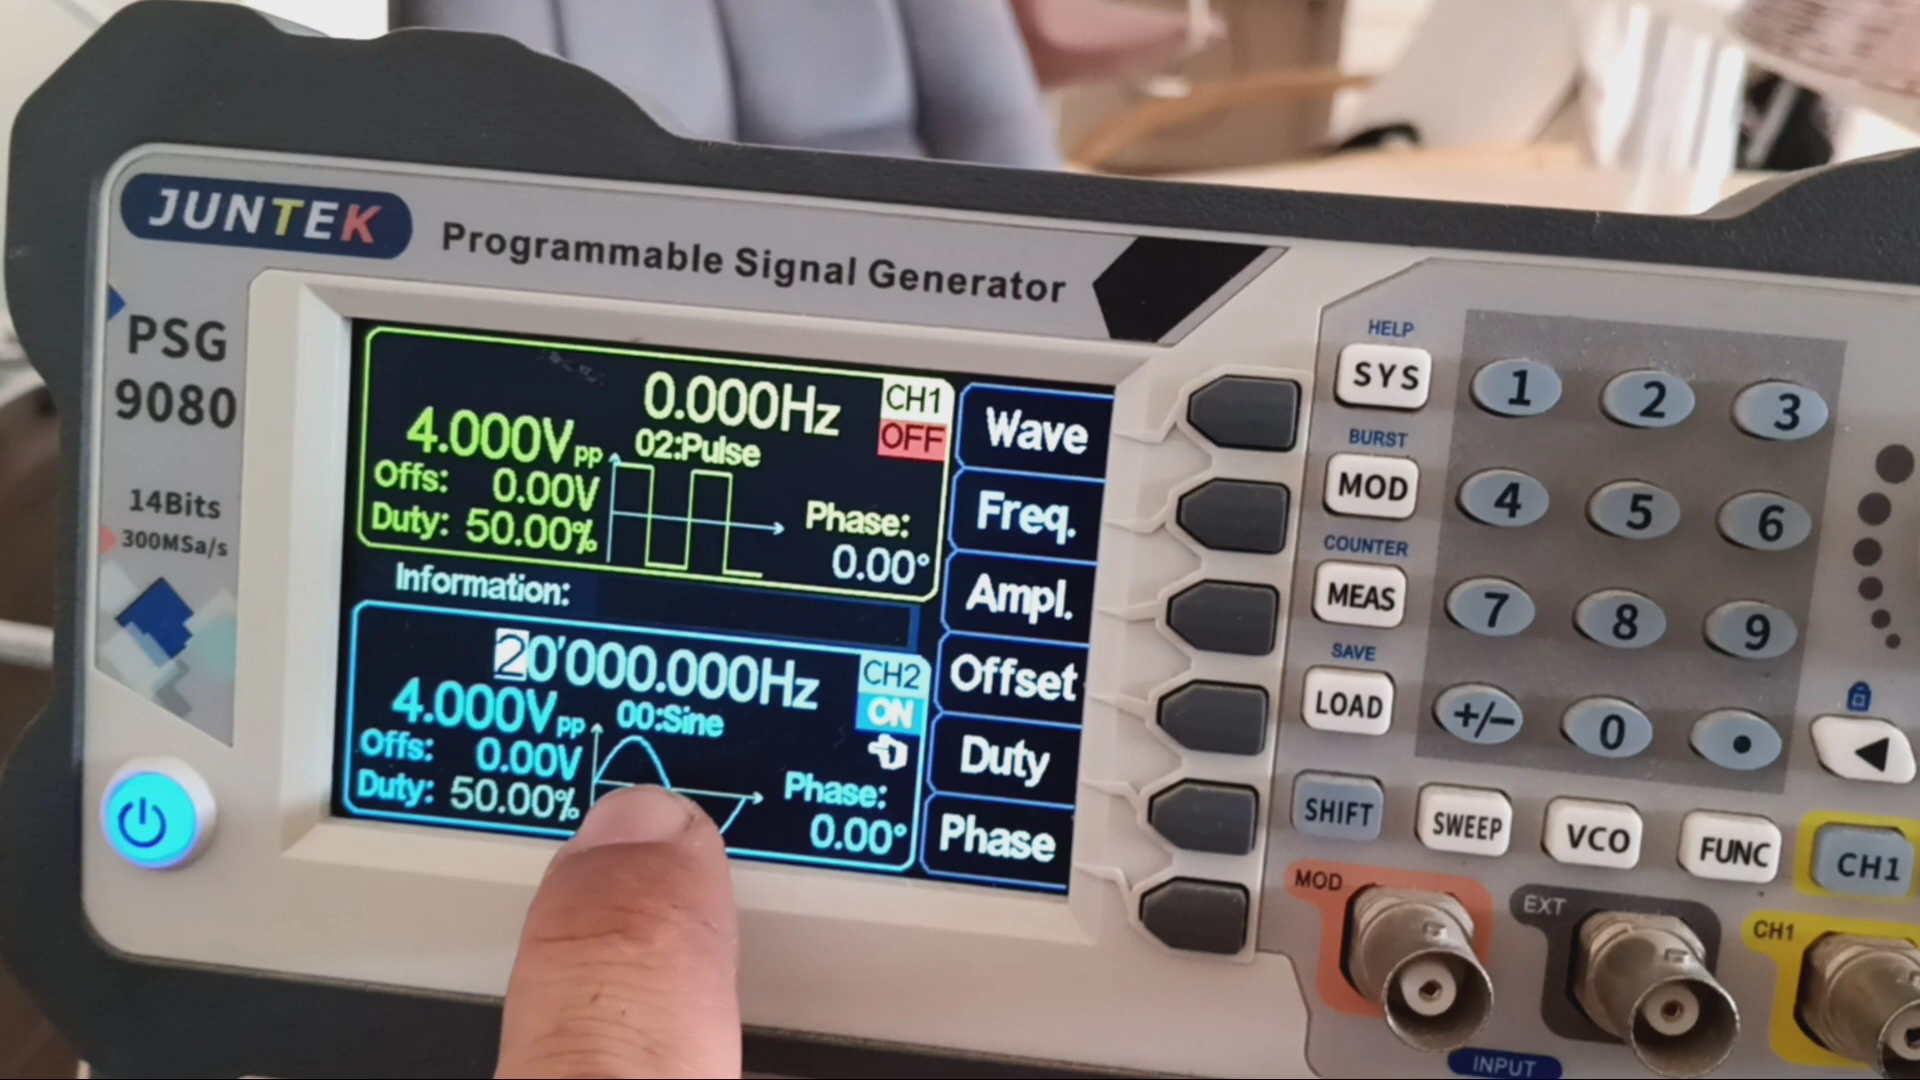 JUNTEK
Programmable Signal Generator
PSG
9080
14Bits
300MSa/s
0.000Hz
CH1
OFF
4.000Vpp
02:Pulse
Offs: 0.00V
Duty: 50.00%
Phase:
0.00°
Information:
20'000.000Hz
CH2
ON
4.000Vpp
00:Sine
Offs: 0.00V
Duty: 50.00%
Phase:
0.00°
Wave
Freq.
Ampl.
Offset
Duty
Phase
HELP
SYS
BURST
MOD
COUNTER
MEAS
SAVE
LOAD
1 2 3
4 5 6
7 8 9
+/- 0 •
SHIFT
SWEEP
VCO
FUNC
CH1
MOD
EXT
CH1
INPUT